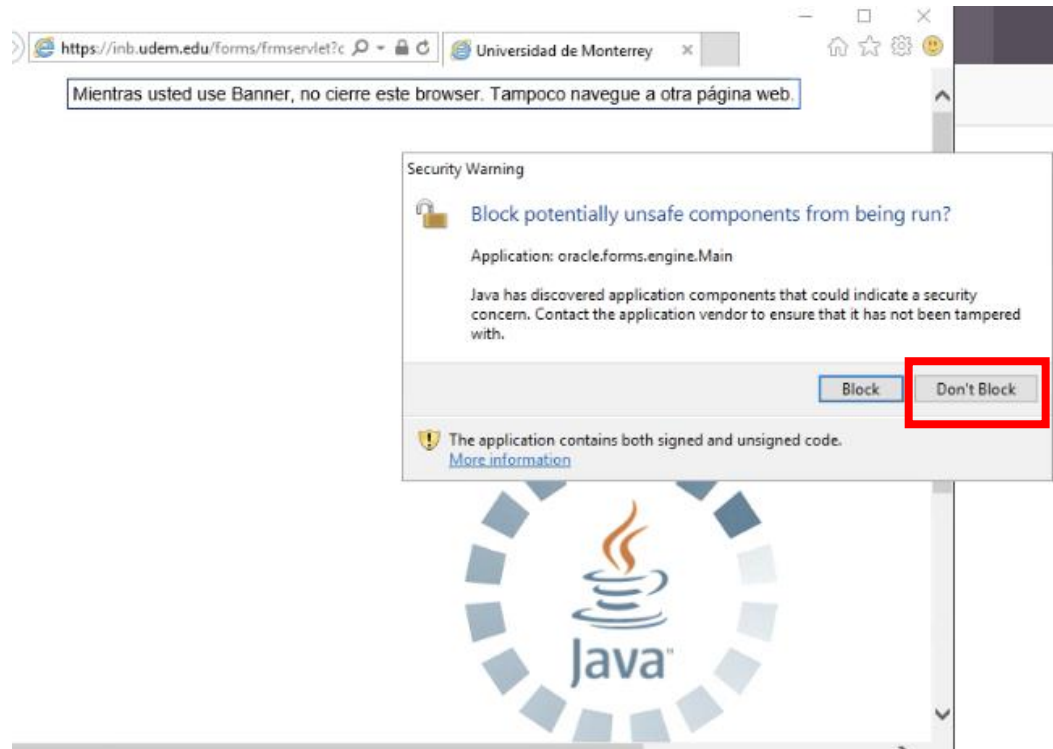 https://inb.udem.edu/forms/frmservlet?c
Universidad de Monterrey
Mientras usted use Banner, no cierre este browser. Tampoco navegue a otra página web.
Security Warning
Block potentially unsafe components from being run?
Application: oracle.forms.engine.Main
Java has discovered application components that could indicate a security
concern. Contact the application vendor to ensure that it has not been tampered
with.
Block
Don't Block
The application contains both signed and unsigned code.
More information
Java™